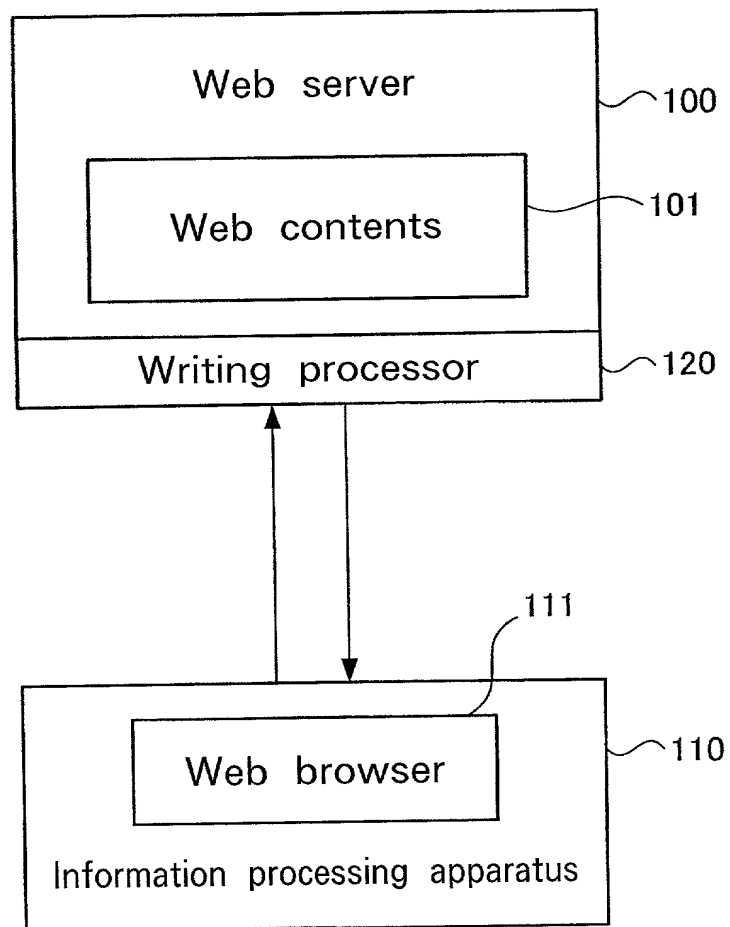 Web server
100
Web contents
101
Writing processor
120
111
Web browser
110
Information processing apparatus